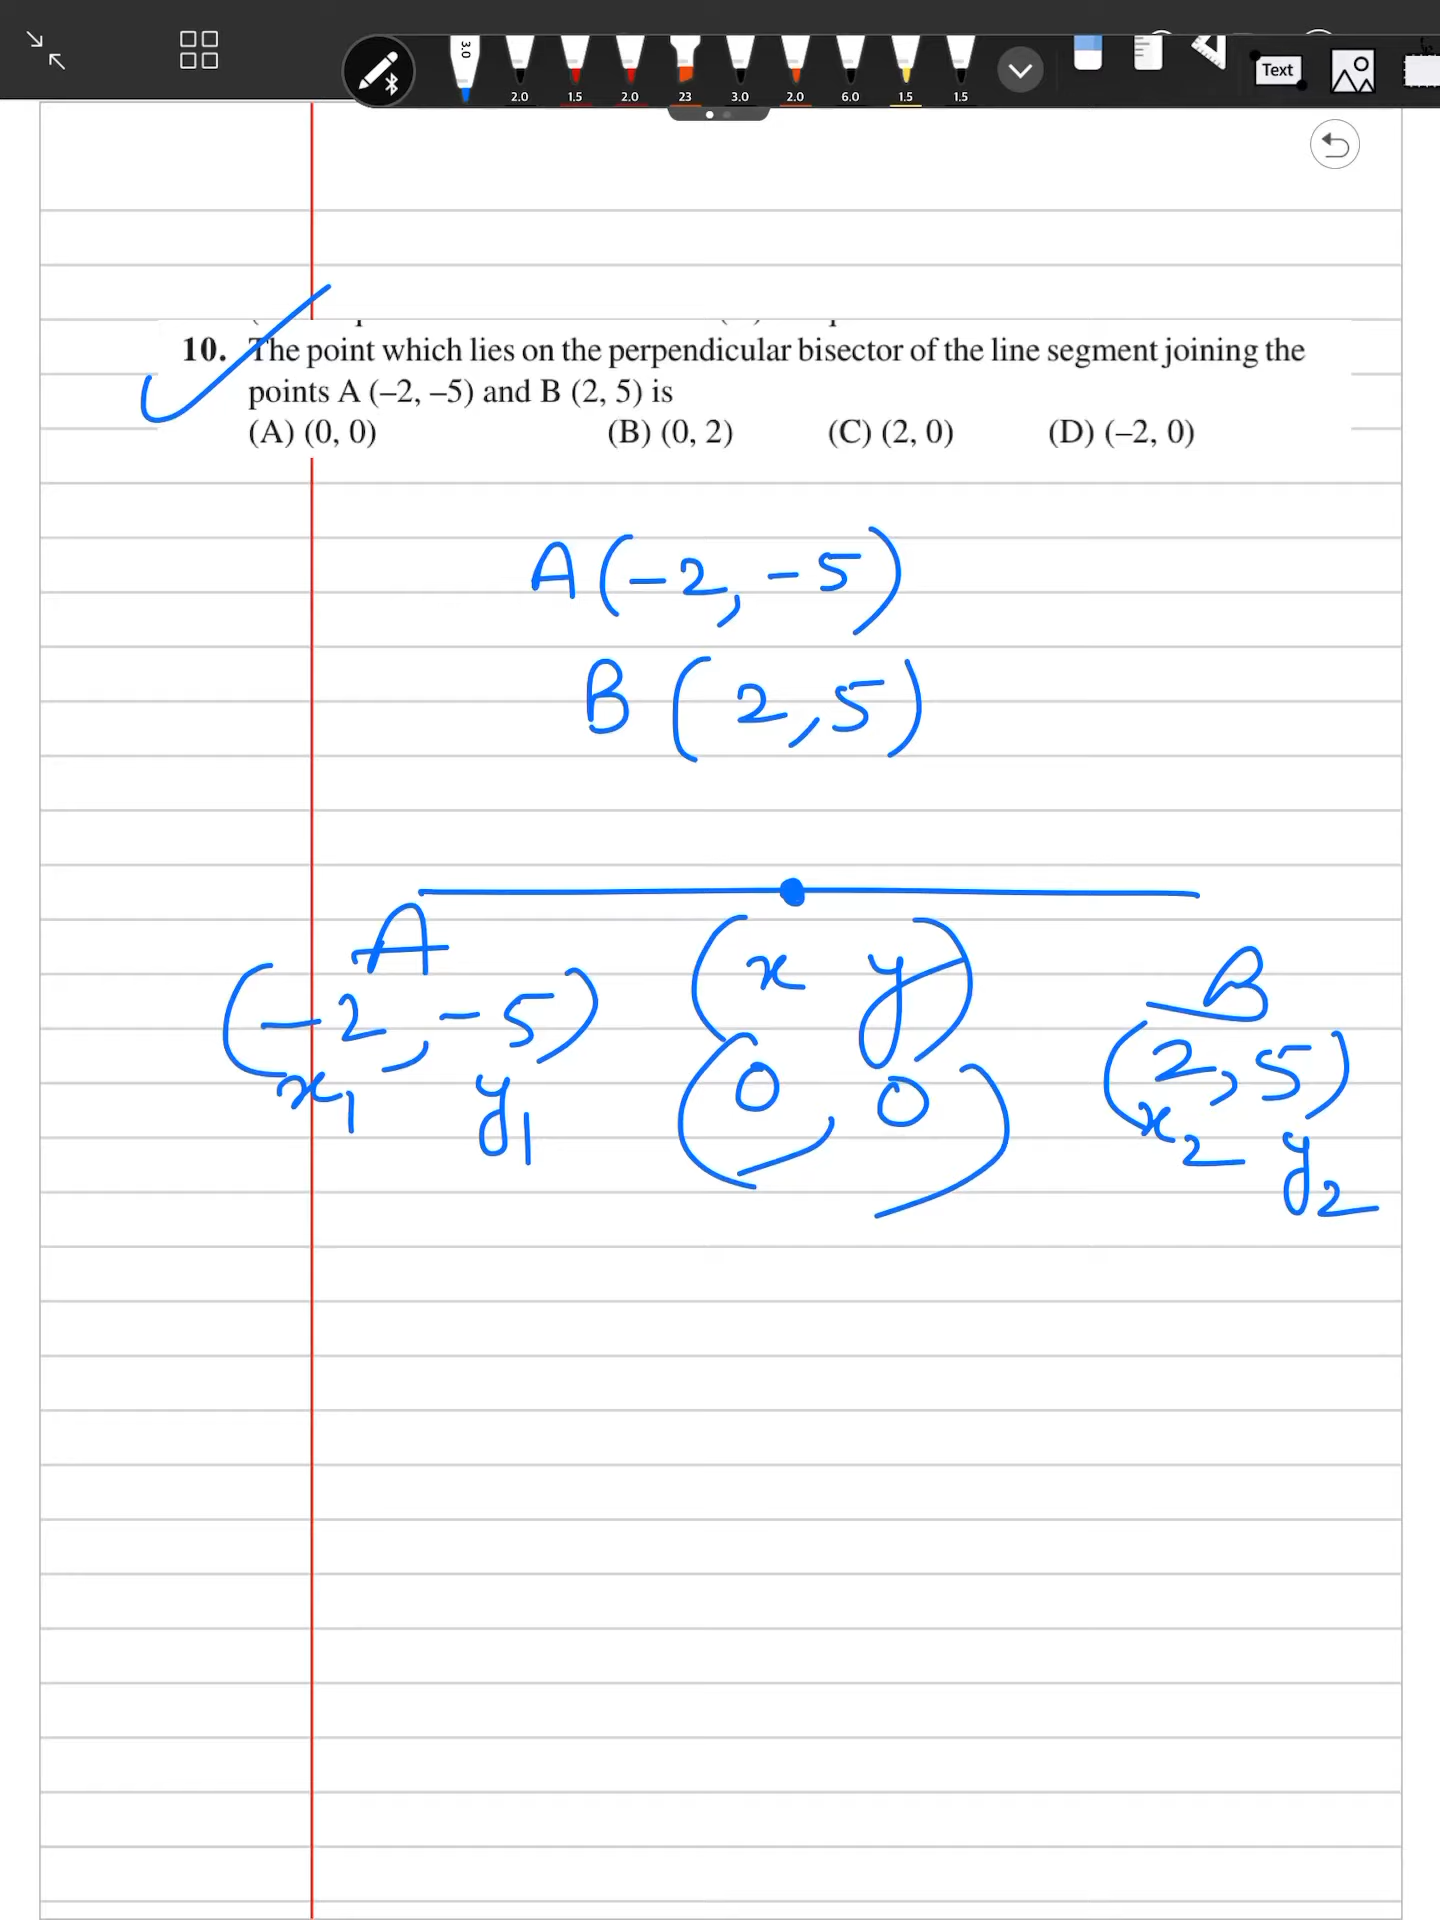 3.0 2.0 1.5 2.0 23 3.0 2.0 6.0 1.5 1.5 Text
10. The point which lies on the perpendicular bisector of the line segment joining the
points A (–2, –5) and B (2, 5) is
(A) (0, 0) (B) (0, 2) (C) (2, 0) (D) (–2, 0)
A(-2, -5)
B (2, 5)
A (x y) B
(-2, -5) (0, 0) (2, 5)
x1 y1 x2 y2